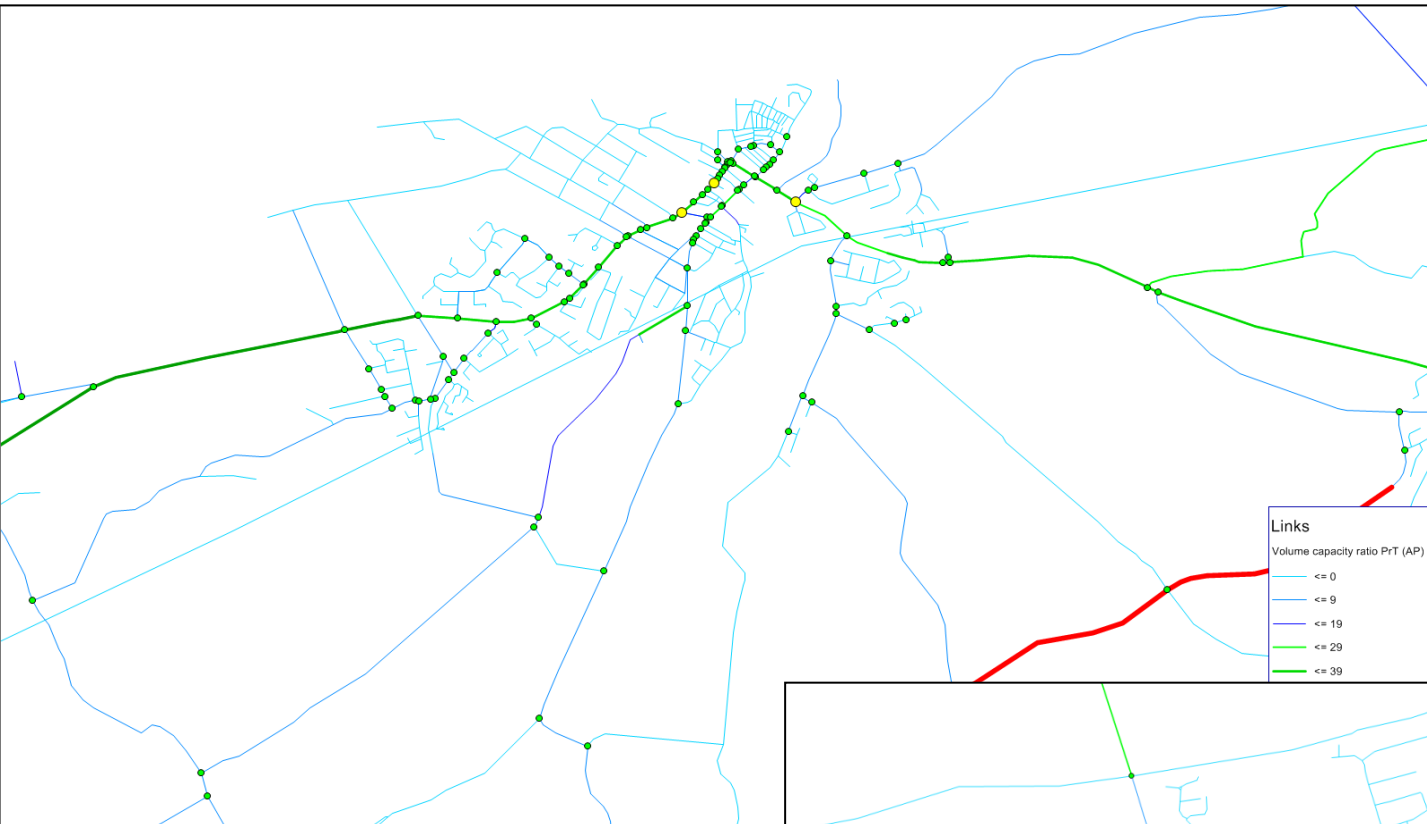 Links
Volume capacity ratio PrT (AP)
<= 0
<= 9
<= 19
<= 29
<= 39